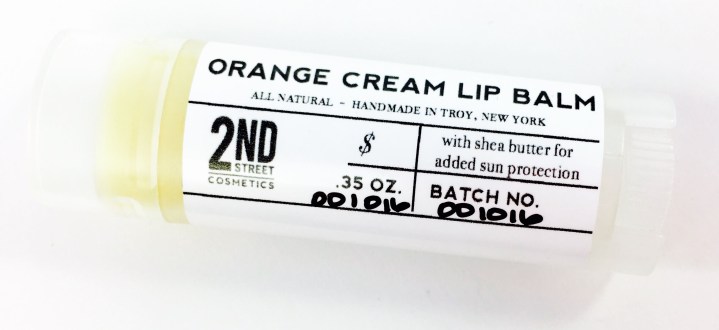 ORANGE CREAM LIP BALM
ALL NATURAL - HANDMADE IN TROY, NEW YORK
2ND
STREET
COSMETICS
$
.35 OZ.
001016
with shea butter for
added sun protection
BATCH NO.
001016